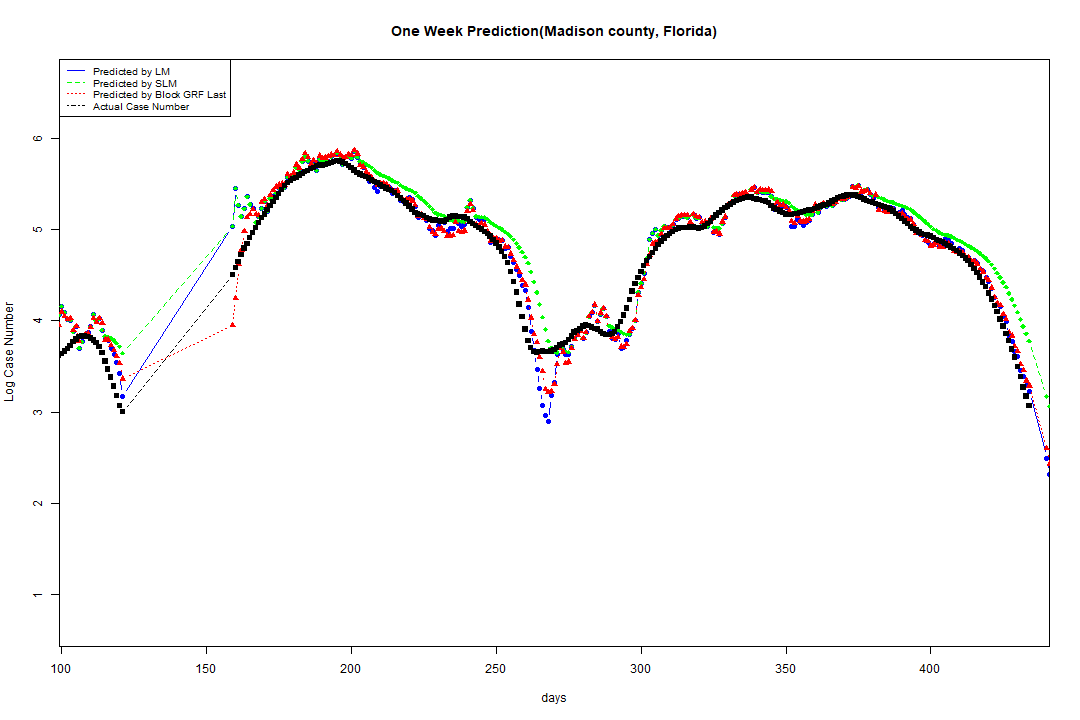 One Week Prediction(Madison county, Florida)
Predicted by LM
Predicted by SLM
Predicted by Block GRF Last
Actual Case Number
6
5
4
3
2
1
Log Case Number
100 150 200 250 300 350 400
days